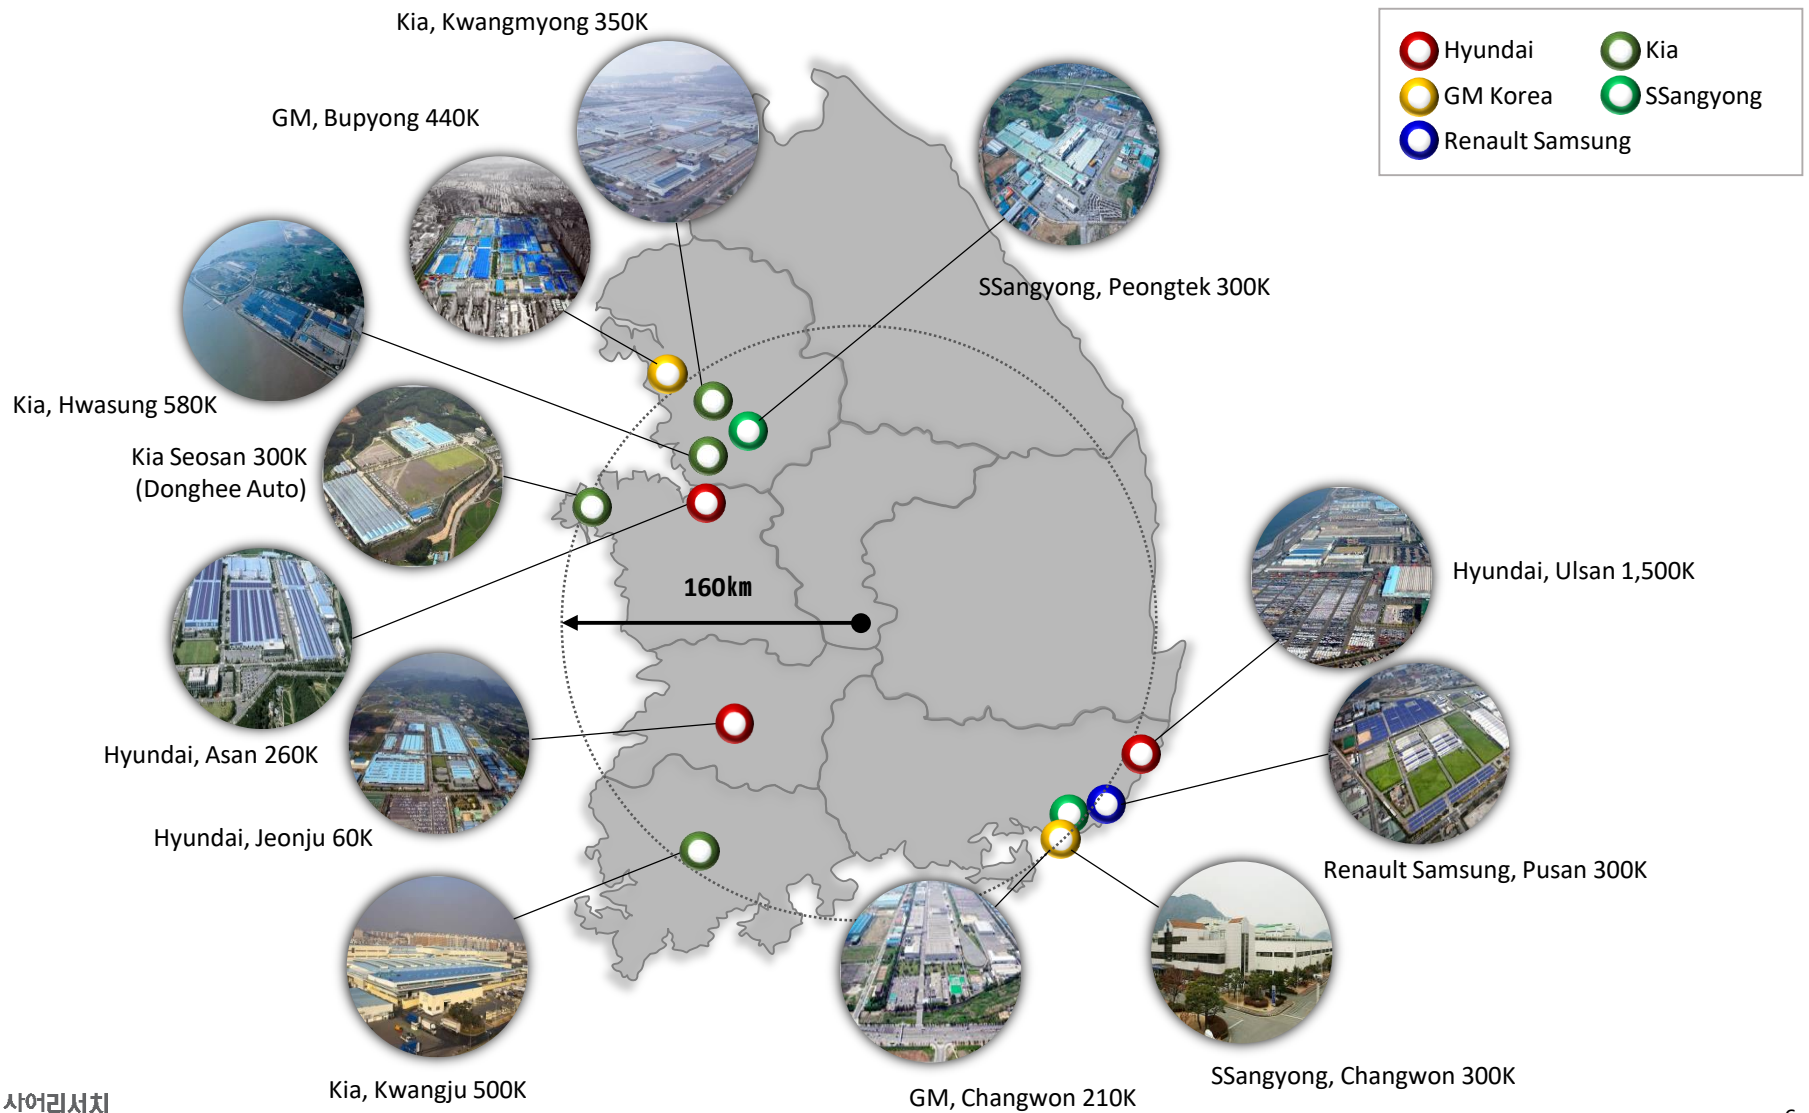 Kia, Kwangmyong 350K
GM, Bupyong 440K
Hyundai
Kia
GM Korea
SSangyong
Renault Samsung
SSangyong, Peongtek 300K
Kia, Hwasung 580K
Kia Seosan 300K
(Donghee Auto)
160km
Hyundai, Ulsan 1,500K
Hyundai, Asan 260K
Hyundai, Jeonju 60K
Renault Samsung, Pusan 300K
Kia, Kwangju 500K
GM, Changwon 210K
SSangyong, Changwon 300K
사어리서치